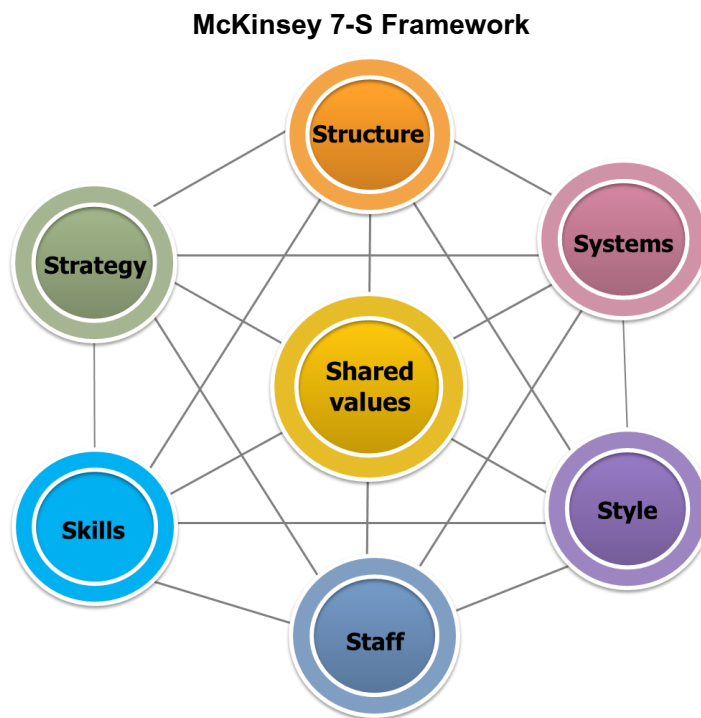 McKinsey 7-S Framework
Structure
Systems
Strategy
Shared
values
Style
Skills
Staff